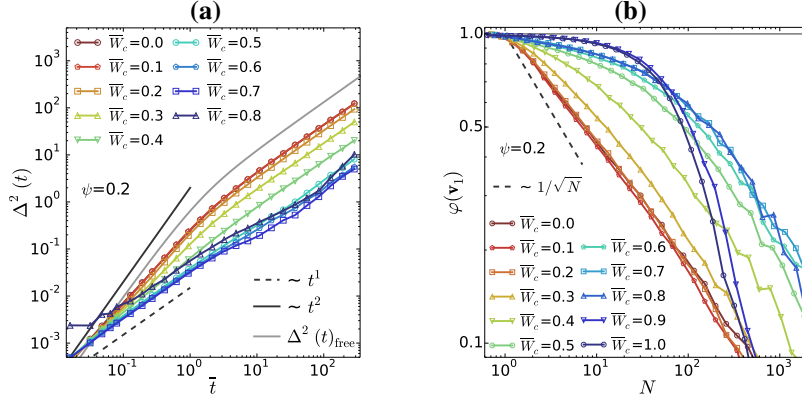 (a)
10^3
10^2
10^1
10^0
10^-1
10^-2
10^-3
Δ^2 (t)
W̄_c=0.0
W̄_c=0.1
W̄_c=0.2
W̄_c=0.3
W̄_c=0.4
W̄_c=0.5
W̄_c=0.6
W̄_c=0.7
W̄_c=0.8
ψ=0.2
∼ t^1
∼ t^2
Δ^2 (t)_free
10^-1
10^0
10^1
10^2
t̄
(b)
1.0
0.5
0.1
φ(v_1)
ψ=0.2
∼ 1/√N
W̄_c=0.0
W̄_c=0.1
W̄_c=0.2
W̄_c=0.3
W̄_c=0.4
W̄_c=0.5
W̄_c=0.6
W̄_c=0.7
W̄_c=0.8
W̄_c=0.9
W̄_c=1.0
10^0
10^1
10^2
10^3
N